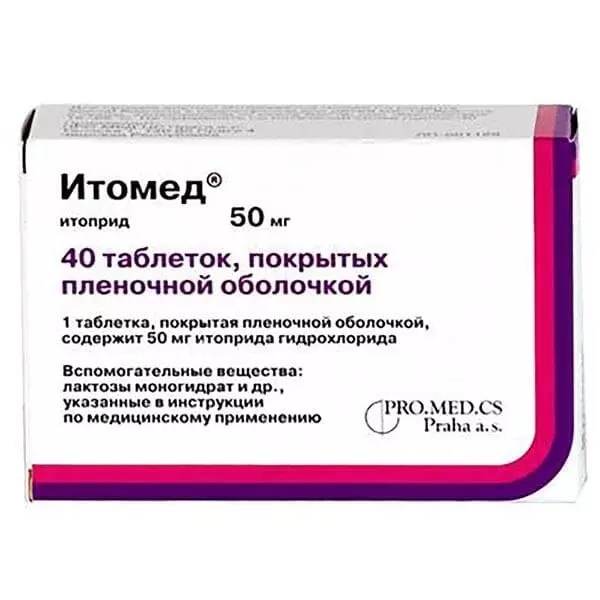 Итомед®
итоприд 50 мг
40 таблеток, покрытых
пленочной оболочкой
1 таблетка, покрытая пленочной оболочкой,
содержит 50 мг итоприда гидрохлорида
Вспомогательные вещества:
лактозы моногидрат и др.,
указанные в инструкции
по медицинскому применению
PRO.MED.CS
Praha a.s.